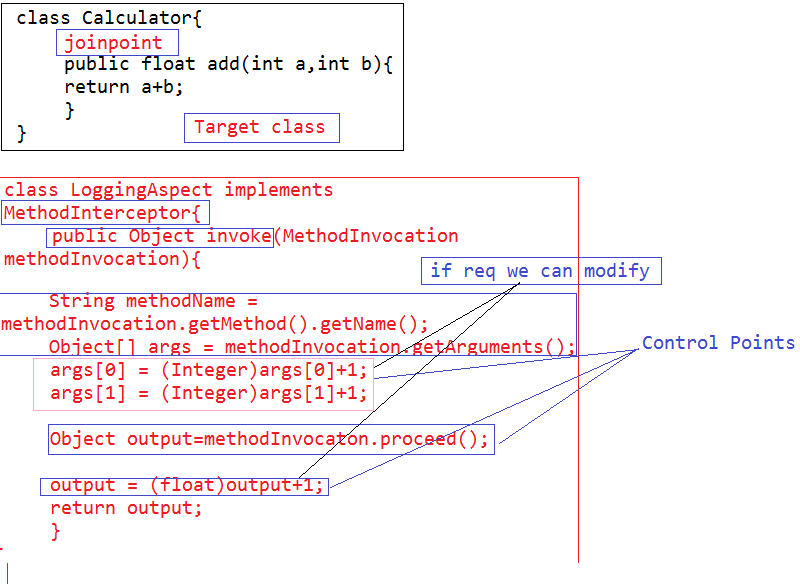 class Calculator{
joinpoint
public float add(int a,int b){
return a+b;
}
Target class
}
class LoggingAspect implements
MethodInterceptor{
public Object invoke(MethodInvocation
methodInvocation){
if req we can modify
String methodName =
methodInvocation.getMethod().getName();
Object[] args = methodInvocation.getArguments();
Control Points
args[0] = (Integer)args[0]+1;
args[1] = (Integer)args[1]+1;
Object output=methodInvocaton.proceed();
output = (float)output+1;
return output;
}